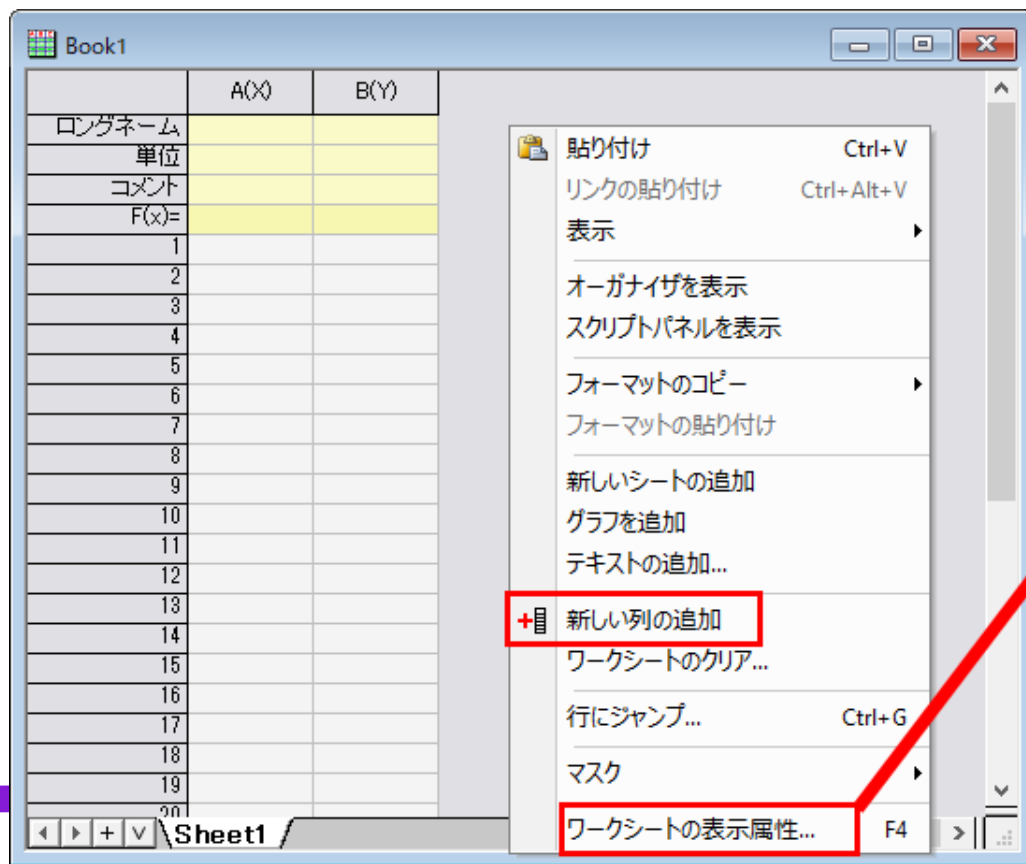 Book1
A(X) B(Y)
ロングネーム
単位
コメント
F(x)=
1
2
3
4
5
6
7
8
9
10
11
12
13
14
15
16
17
18
19
20
Sheet1
貼り付け Ctrl+V
リンクの貼り付け Ctrl+Alt+V
表示
オーガナイザを表示
スクリプトパネルを表示
フォーマットのコピー
フォーマットの貼り付け
新しいシートの追加
グラフを追加
テキストの追加...
新しい列の追加
ワークシートのクリア...
行にジャンプ... Ctrl+G
マスク
ワークシートの表示属性... F4